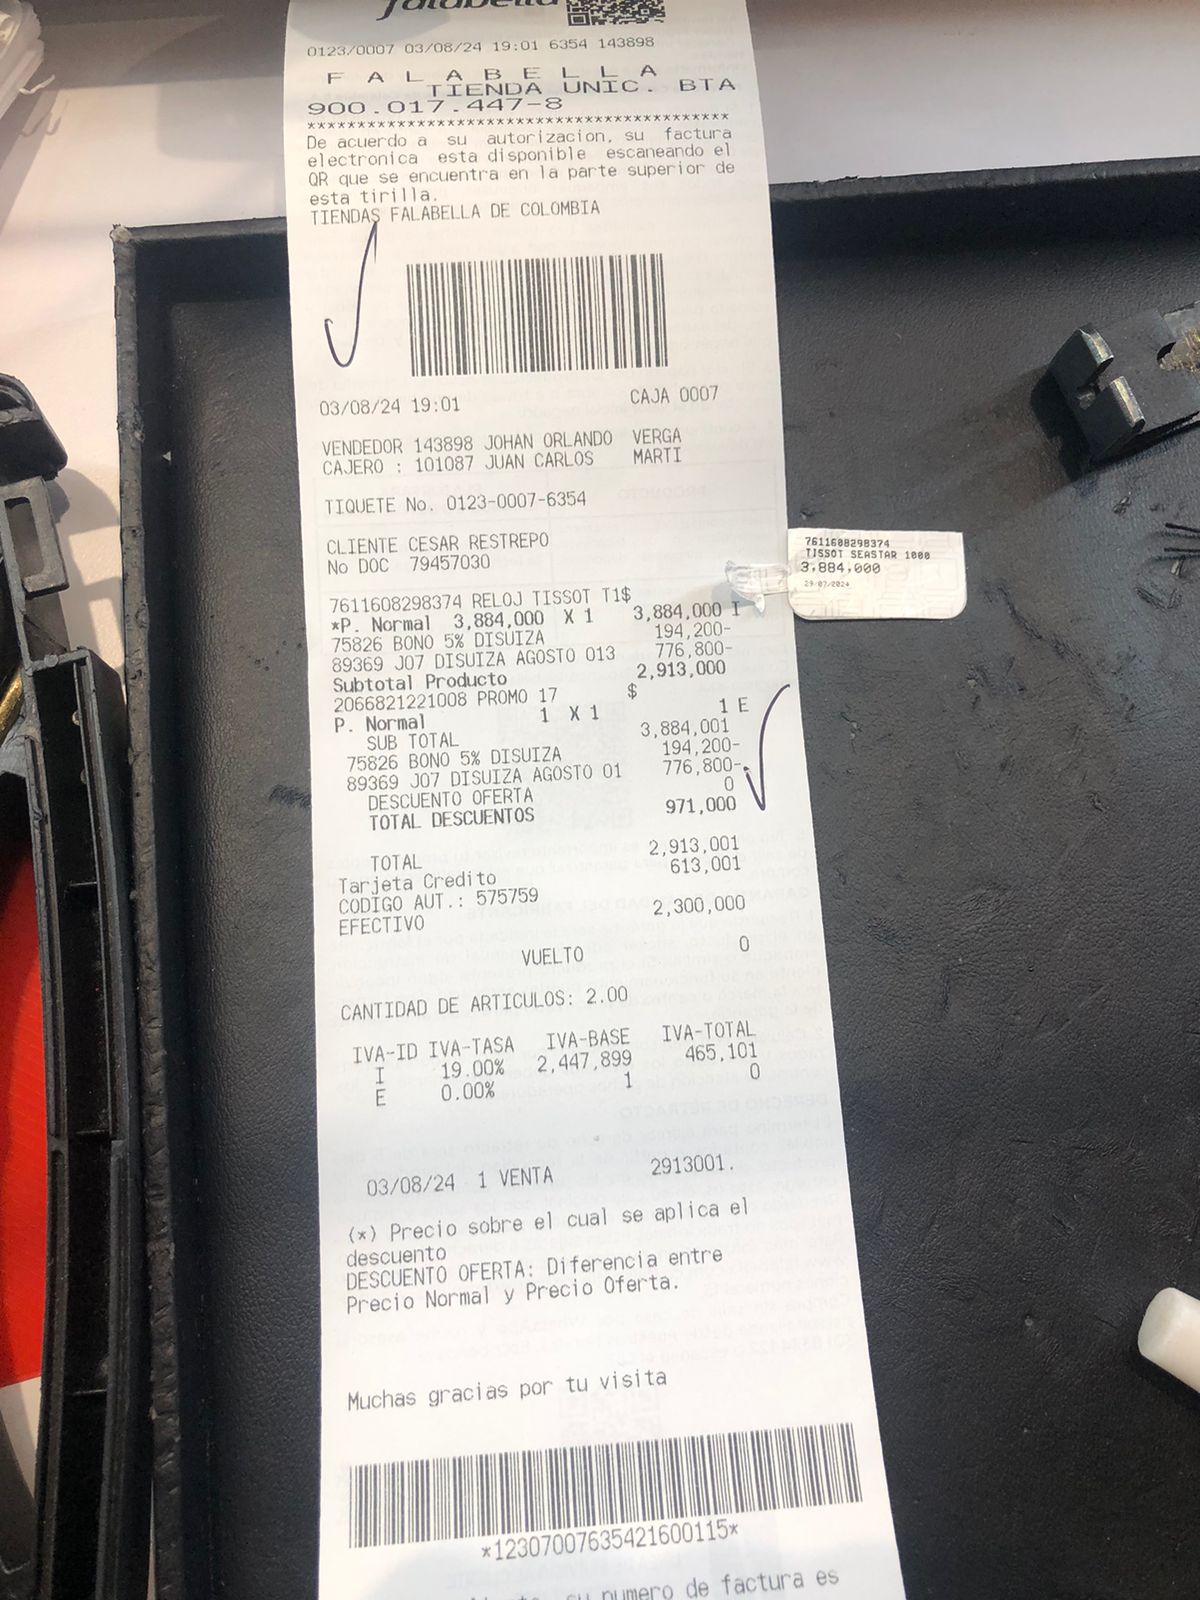 falabella
0123/0007 03/08/24 19:01 6354 143898
F A L A B E L L A
TIENDA UNIC. BTA
900.017.447-8
******************************************
De acuerdo a su autorizacion, su factura
electronica esta disponible escaneando el
QR que se encuentra en la parte superior de
esta tirilla.
TIENDAS FALABELLA DE COLOMBIA
03/08/24 19:01 CAJA 0007
VENDEDOR 143898 JOHAN ORLANDO VERGA
CAJERO : 101087 JUAN CARLOS MARTI
TIQUETE No. 0123-0007-6354
CLIENTE CESAR RESTREPO
No DOC 79457030
7611608298374 RELOJ TISSOT T1$
*P. Normal 3,884,000 X 1 3,884,000 I
75826 BONO 5% DISUIZA 194,200-
89369 J07 DISUIZA AGOSTO 013 776,800-
Subtotal Producto 2,913,000
2066821221008 PROMO 17 $
P. Normal 1 X 1 1 E
SUB TOTAL 3,884,001
75826 BONO 5% DISUIZA 194,200-
89369 J07 DISUIZA AGOSTO 01 776,800-
DESCUENTO OFERTA 0
TOTAL DESCUENTOS 971,000
TOTAL 2,913,001
Tarjeta Credito 613,001
CODIGO AUT.: 575759
EFECTIVO 2,300,000
VUELTO 0
CANTIDAD DE ARTICULOS: 2.00
IVA-ID IVA-TASA IVA-BASE IVA-TOTAL
I 19.00% 2,447,899 465,101
E 0.00% 1 0
03/08/24 1 VENTA 2913001.
(*) Precio sobre el cual se aplica el
descuento
DESCUENTO OFERTA: Diferencia entre
Precio Normal y Precio Oferta.
Muchas gracias por tu visita
*12307007635421600115*
su numero de factura es
7611608298374
TISSOT SEASTAR 1000
3,884,000
29/07/2024